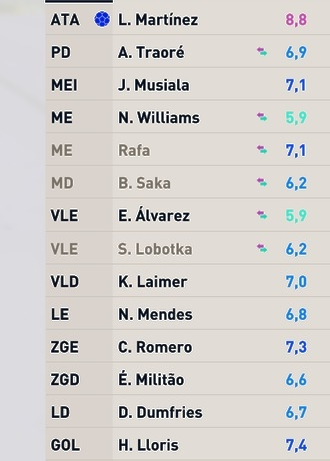 ATA L. Martínez 8,8
PD A. Traoré 6,9
MEI J. Musiala 7,1
ME N. Williams 5,9
ME Rafa 7,1
MD B. Saka 6,2
VLE E. Álvarez 5,9
VLE S. Lobotka 6,2
VLD K. Laimer 7,0
LE N. Mendes 6,8
ZGE C. Romero 7,3
ZGD É. Militão 6,6
LD D. Dumfries 6,7
GOL H. Lloris 7,4